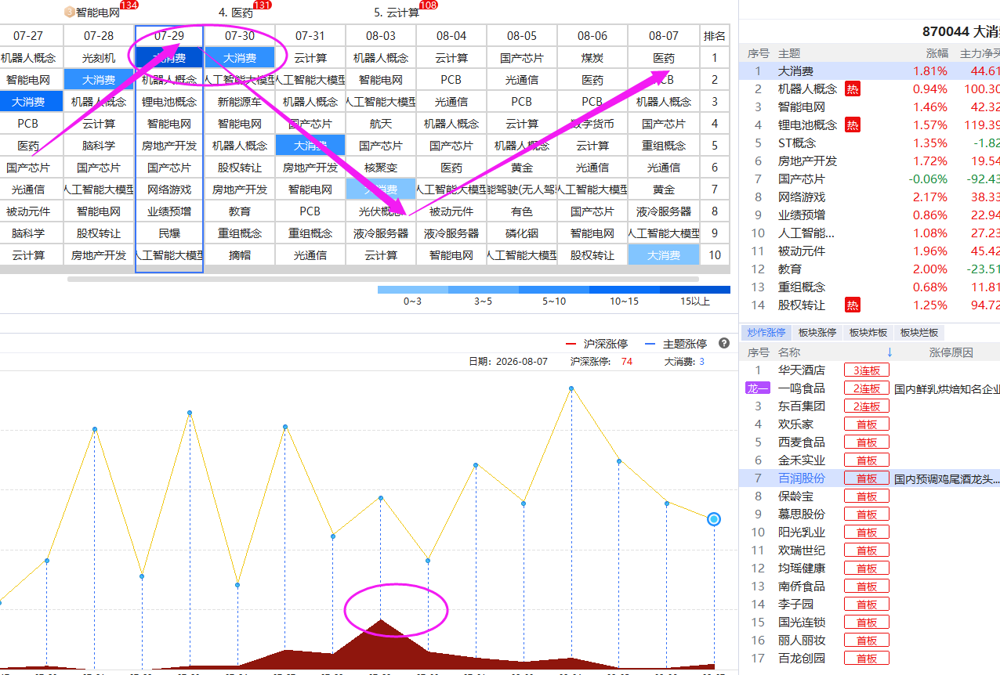 ③智能电网 134 4. 医药 131 5. 云计算 108
07-27 07-28 07-29 07-30 07-31 08-03 08-04 08-05 08-06 08-07 排名
机器人概念 光刻机 大消费 大消费 云计算 机器人概念 云计算 国产芯片 煤炭 医药 1
智能电网 大消费 机器人概念 人工智能大模型 人工智能大模型 智能电网 PCB 光通信 医药 PCB 2
大消费 机器人概念 锂电池概念 新能源车 机器人概念 人工智能大模型 光通信 PCB PCB 机器人概念 3
PCB 云计算 智能电网 智能电网 国产芯片 航天 机器人概念 云计算 数字货币 国产芯片 4
医药 脑科学 房地产开发 机器人概念 大消费 国产芯片 国产芯片 机器人概念 云计算 重组概念 5
国产芯片 国产芯片 国产芯片 股权转让 房地产开发 核聚变 医药 黄金 光通信 光通信 6
光通信 人工智能大模型 网络游戏 房地产开发 智能电网 大消费 人工智能大模型 能驾驶(无人驾 人工智能大模型 黄金 7
被动元件 智能电网 业绩预增 教育 PCB 光伏概念 被动元件 有色 国产芯片 液冷服务器 8
脑科学 股权转让 民爆 重组概念 重组概念 液冷服务器 液冷服务器 磷化铟 智能电网 人工智能大模型 9
云计算 房地产开发 人工智能大模型 摘帽 光通信 云计算 智能电网 人工智能大模型 股权转让 大消费 10
0~3 3~5 5~10 10~15 15以上
沪深涨停 主题涨停 ?
日期: 2026-08-07 沪深涨停: 74 大消费: 3
870044 大消
序号 主题 涨幅 主力净买
1 大消费 1.81% 44.61
2 机器人概念 热 0.94% 100.30
3 智能电网 1.46% 42.32
4 锂电池概念 热 1.57% 119.39
5 ST概念 1.35% -1.82
6 房地产开发 1.72% 19.54
7 国产芯片 -0.06% -92.43
8 网络游戏 2.17% 38.33
9 业绩预增 0.86% 22.94
10 人工智能... 1.08% 27.23
11 被动元件 1.96% 45.42
12 教育 2.00% -23.51
13 重组概念 0.68% 11.81
14 股权转让 热 1.25% 94.72
炒作涨停 板块涨停 板块炸板 板块烂板
序号 名称 ↓ 涨停原因
1 华天酒店 3连板
龙一 一鸣食品 2连板 国内鲜乳烘焙知名企业
3 东百集团 2连板
4 欢乐家 首板
5 西麦食品 首板
6 金禾实业 首板
7 百润股份 首板 国内预调鸡尾酒龙头...
8 保龄宝 首板
9 慕思股份 首板
10 阳光乳业 首板
11 欢瑞世纪 首板
12 均瑶健康 首板
13 南侨食品 首板
14 李子园 首板
15 国光连锁 首板
16 丽人丽妆 首板
17 百龙创园 首板